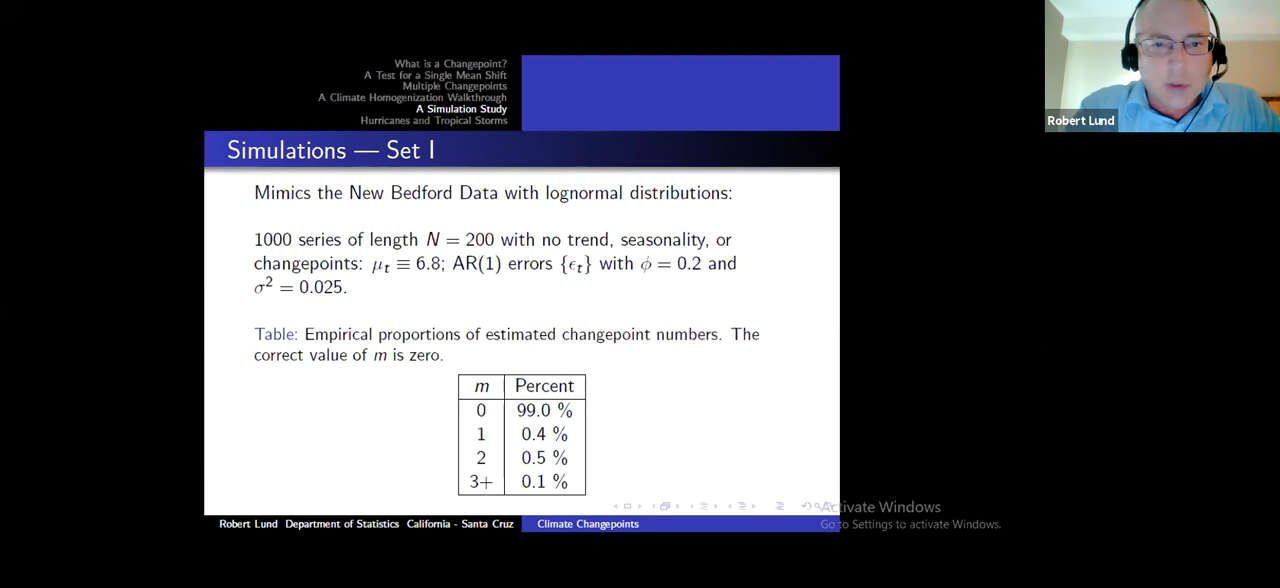 What is a Changepoint?
A Test for a Single Mean Shift
Multiple Changepoints
A Climate Homogenization Walkthrough
A Simulation Study
Hurricanes and Tropical Storms
Robert Lund
Simulations — Set I
Mimics the New Bedford Data with lognormal distributions:
1000 series of length N = 200 with no trend, seasonality, or
changepoints: μt ≡ 6.8; AR(1) errors {ϵt} with ϕ = 0.2 and
σ² = 0.025.
Table: Empirical proportions of estimated changepoint numbers. The
correct value of m is zero.
m Percent
0 99.0 %
1 0.4 %
2 0.5 %
3+ 0.1 %
Activate Windows
Go to Settings to activate Windows.
Robert Lund Department of Statistics California - Santa Cruz Climate Changepoints